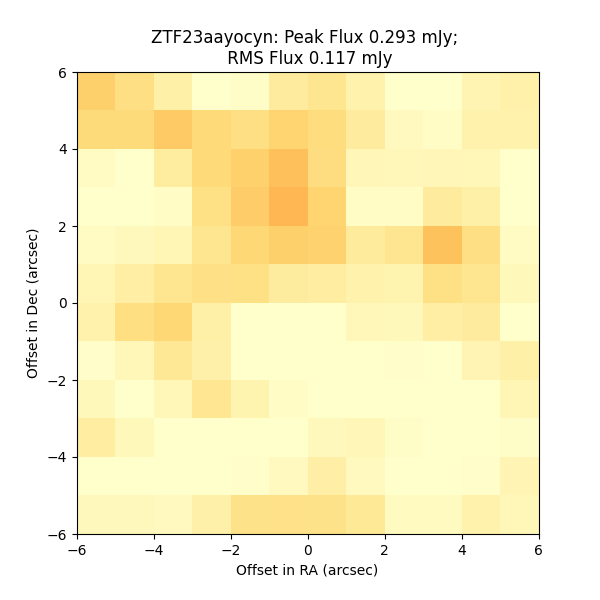 ZTF23aayocyn: Peak Flux 0.293 mJy;
RMS Flux 0.117 mJy
6
4
2
0
−2
−4
−6
Offset in Dec (arcsec)
−6 −4 −2 0 2 4 6
Offset in RA (arcsec)